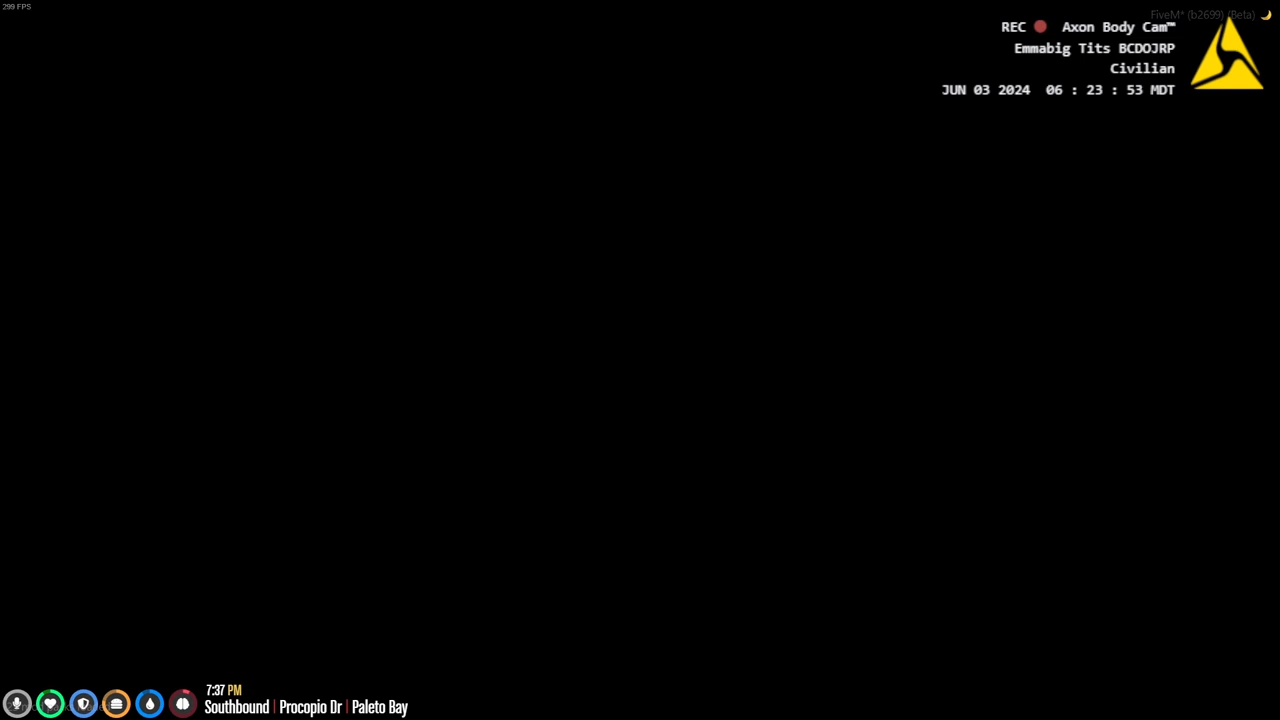 299 FPS
FiveM* (b2699) (Beta)
REC Axon Body Cam™
Emmabig Tits BCDOJRP
Civilian
JUN 03 2024 06 : 23 : 53 MDT
7:37 PM
Southbound | Procopio Dr | Paleto Bay